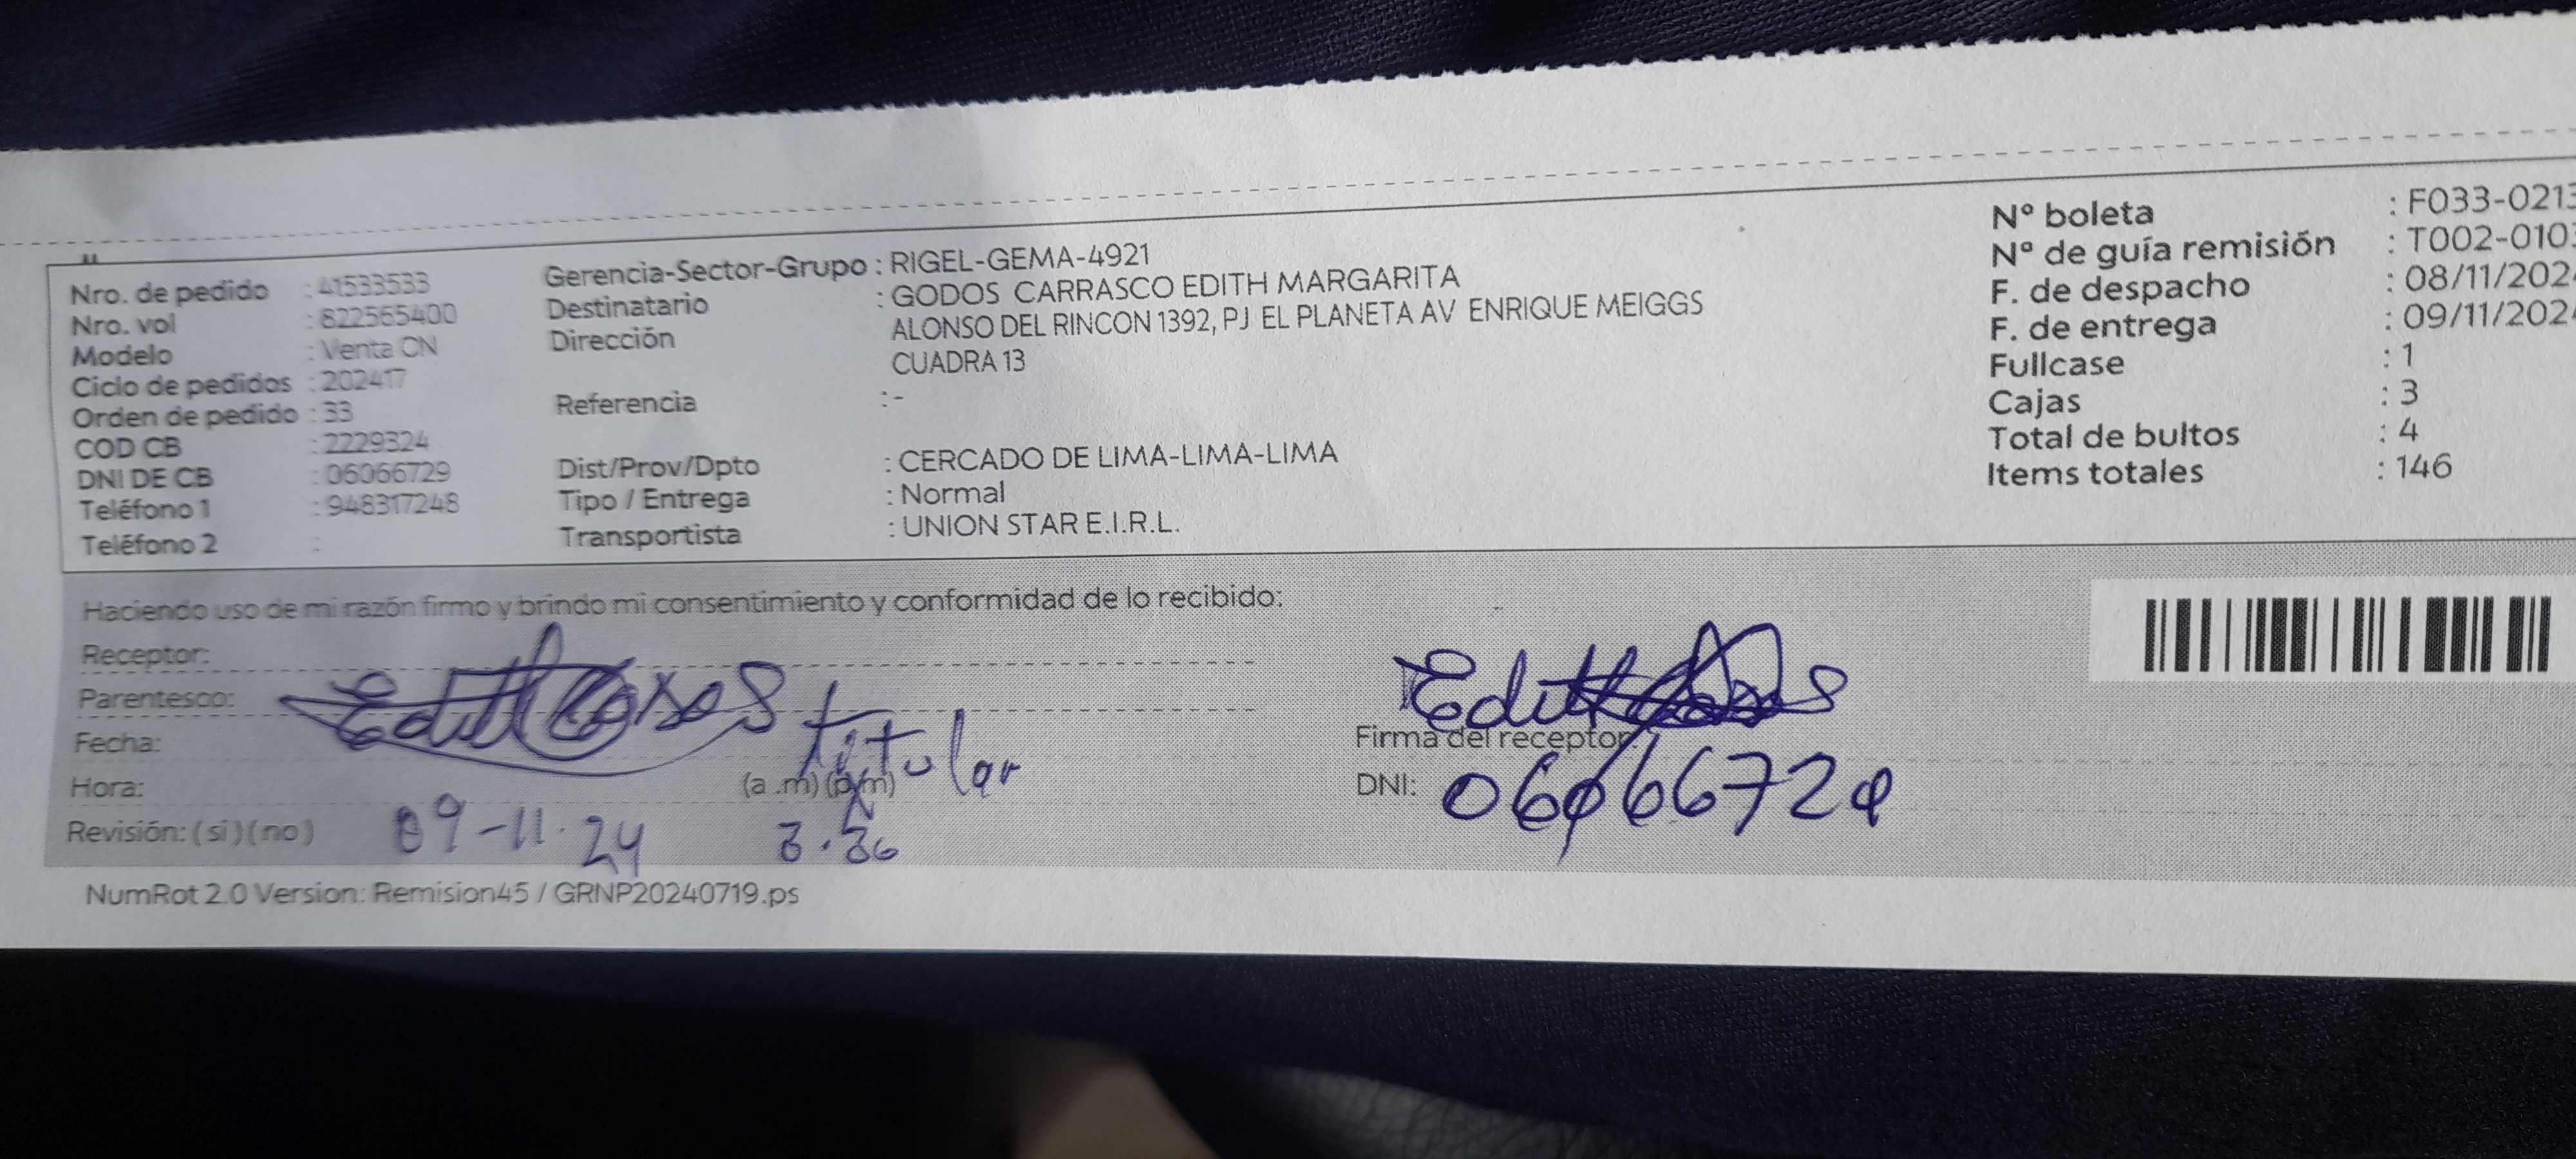 Nro. de pedido : 41533533
Nro. vol : 822565400
Modelo : Venta CN
Ciclo de pedidos : 202417
Orden de pedido : 33
COD CB : 2229324
DNI DE CB : 06066729
Teléfono 1 : 948317248
Teléfono 2 :
Gerencia-Sector-Grupo : RIGEL-GEMA-4921
Destinatario : GODOS CARRASCO EDITH MARGARITA
Dirección ALONSO DEL RINCON 1392, PJ EL PLANETA AV ENRIQUE MEIGGS
CUADRA 13
Referencia : -
Dist/Prov/Dpto : CERCADO DE LIMA-LIMA-LIMA
Tipo / Entrega : Normal
Transportista : UNION STAR E.I.R.L.
Nº boleta : F033-0213
Nº de guía remisión : T002-0103
F. de despacho : 08/11/202
F. de entrega : 09/11/202
Fullcase : 1
Cajas : 3
Total de bultos : 4
Items totales : 146
Haciendo uso de mi razón firmo y brindo mi consentimiento y conformidad de lo recibido:
Receptor:
Parentesco: Edith titular
Fecha:
Hora: (a .m) (p.m)
Revisión: ( si ) ( no ) 09-11-24 3.36
Edith
Firma del receptor:
DNI: 06066729
NumRot 2.0 Version: Remision45 / GRNP20240719.ps